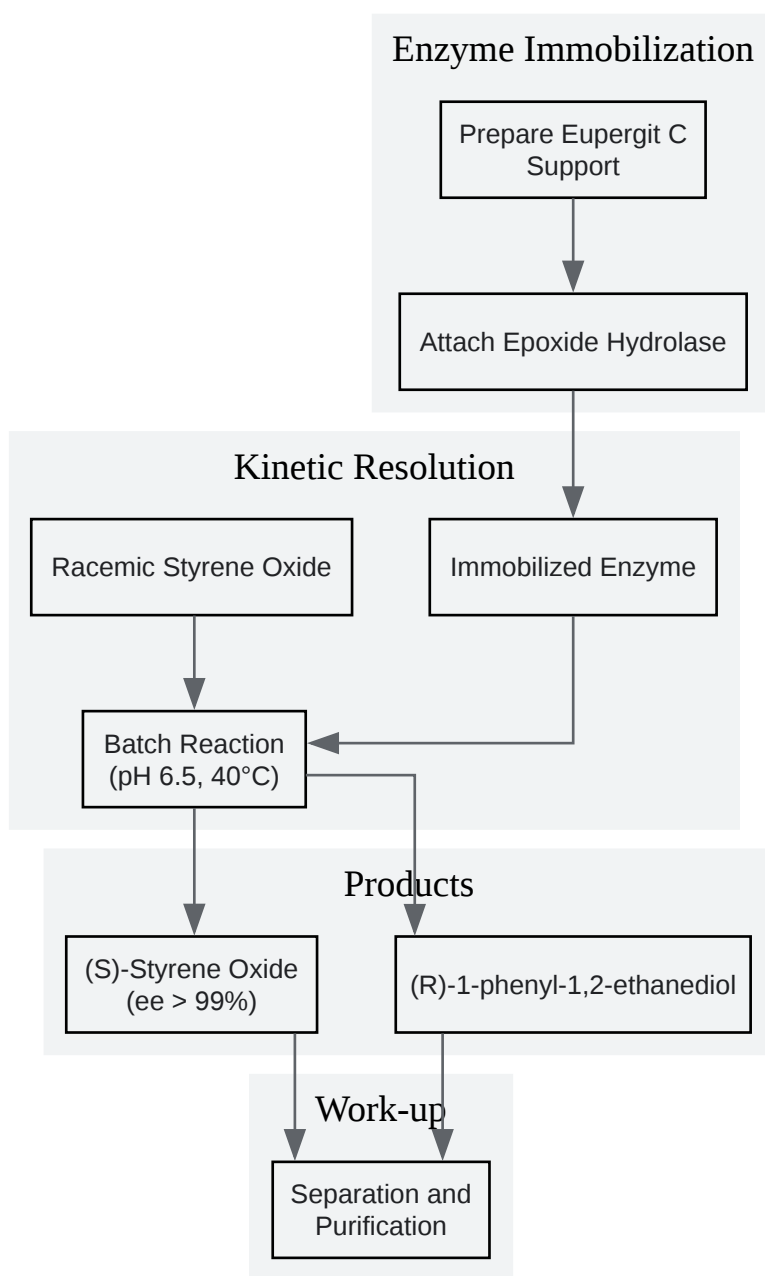 Enzyme Immobilization
Prepare Eupergit C
Support
Attach Epoxide Hydrolase
Kinetic Resolution
Racemic Styrene Oxide
Immobilized Enzyme
Batch Reaction
(pH 6.5, 40°C)
Products
(S)-Styrene Oxide
(ee > 99%)
(R)-1-phenyl-1,2-ethanediol
Work-up
Separation and
Purification